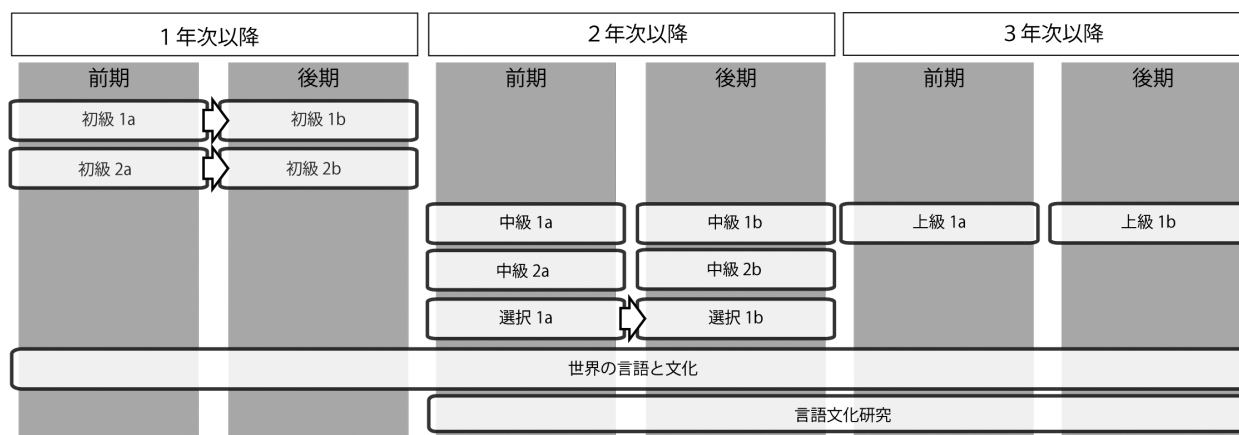 1 年次以降
2 年次以降
3 年次以降
前期
後期
前期
後期
前期
後期
初級 1a
初級 1b
初級 2a
初級 2b
中級 1a
中級 1b
上級 1a
上級 1b
中級 2a
中級 2b
選択 1a
選択 1b
世界の言語と文化
言語文化研究